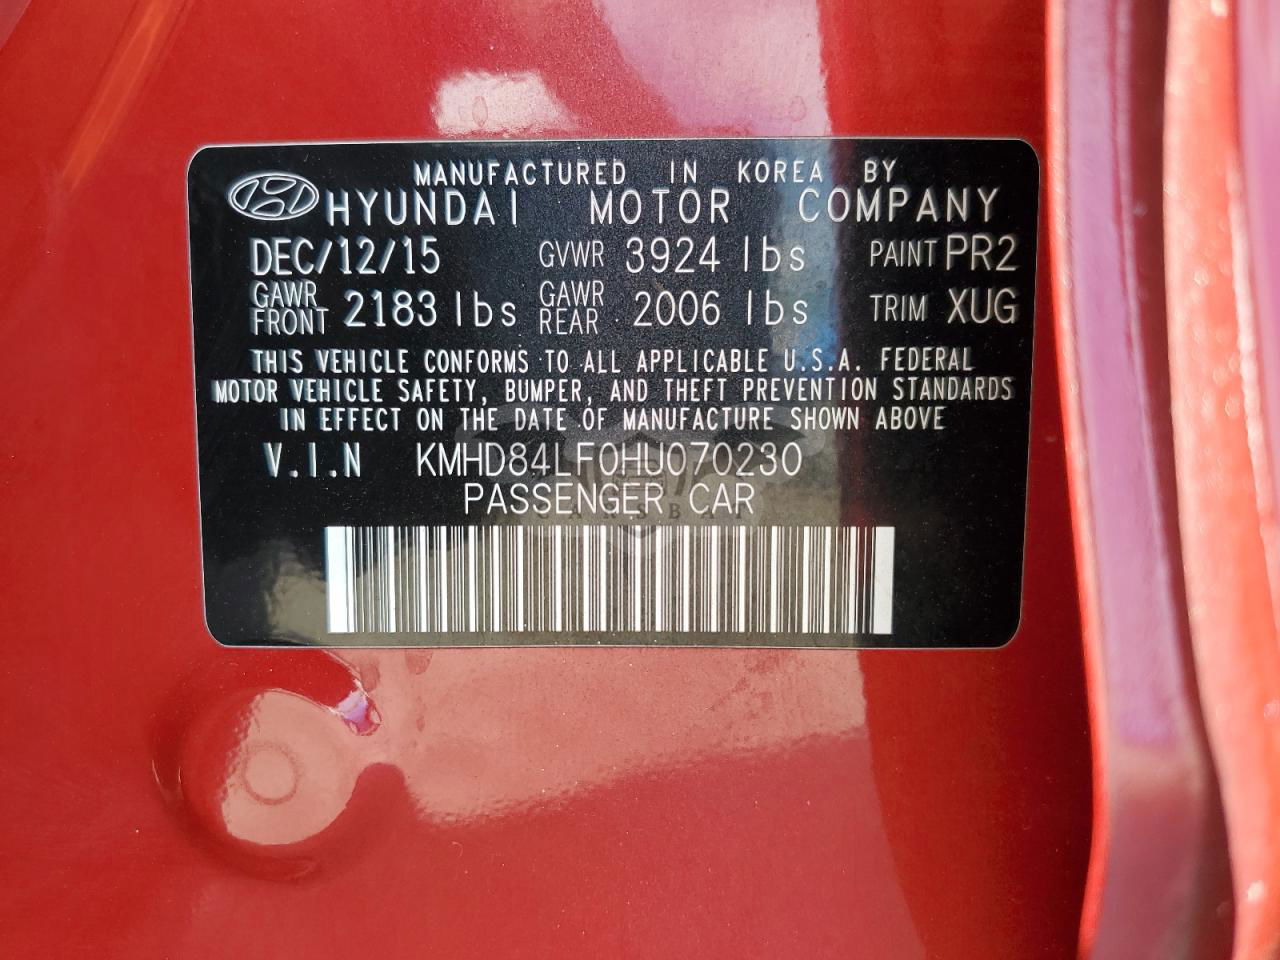 MANUFACTURED IN KOREA BY
HYUNDAI MOTOR COMPANY
DEC/12/15 GVWR 3924 lbs PAINT PR2
GAWR FRONT 2183 lbs GAWR REAR 2006 lbs TRIM XUG
THIS VEHICLE CONFORMS TO ALL APPLICABLE U.S.A. FEDERAL
MOTOR VEHICLE SAFETY, BUMPER, AND THEFT PREVENTION STANDARDS
IN EFFECT ON THE DATE OF MANUFACTURE SHOWN ABOVE
V.I.N KMHD84LF0HU070230
PASSENGER CAR